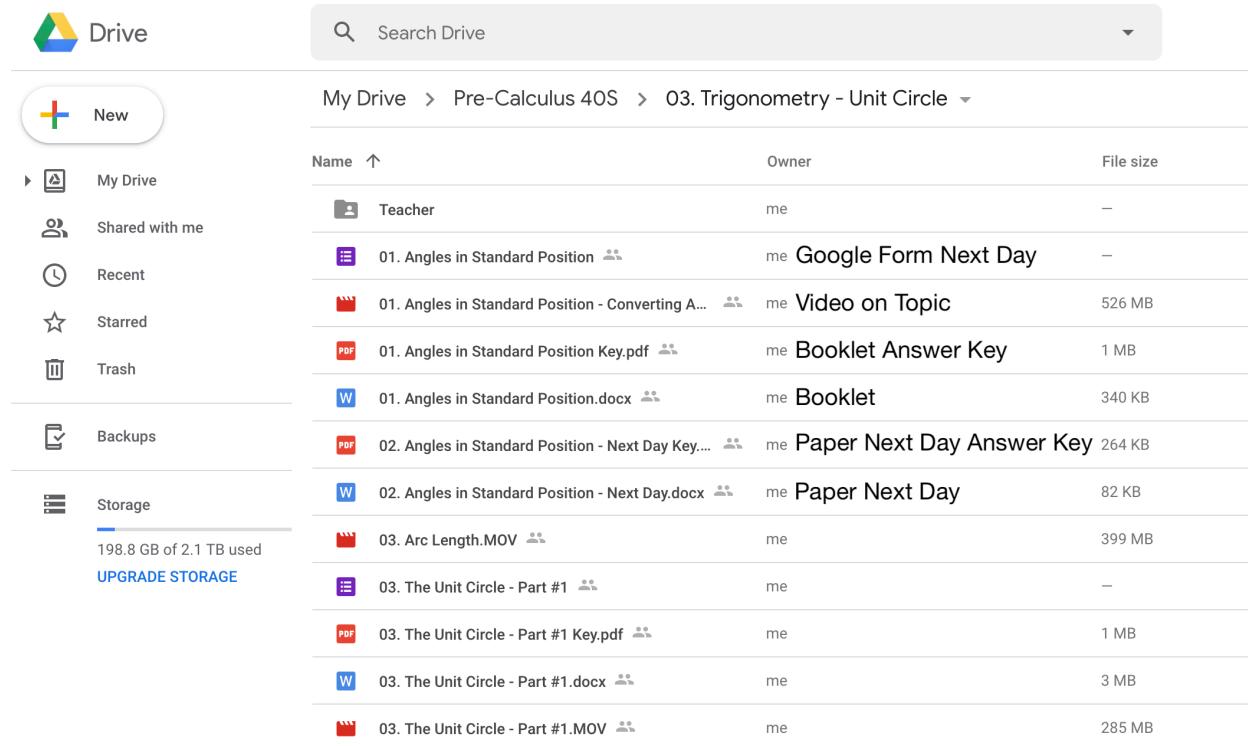 Drive
Search Drive
New
My Drive
Shared with me
Recent
Starred
Trash
Backups
Storage
198.8 GB of 2.1 TB used
UPGRADE STORAGE
My Drive > Pre-Calculus 40S > 03. Trigonometry - Unit Circle
Name Owner File size
Teacher me –
01. Angles in Standard Position me Google Form Next Day –
01. Angles in Standard Position - Converting A... me Video on Topic 526 MB
PDF 01. Angles in Standard Position Key.pdf me Booklet Answer Key 1 MB
W 01. Angles in Standard Position.docx me Booklet 340 KB
PDF 02. Angles in Standard Position - Next Day Key.... me Paper Next Day Answer Key 264 KB
W 02. Angles in Standard Position - Next Day.docx me Paper Next Day 82 KB
03. Arc Length.MOV me 399 MB
03. The Unit Circle - Part #1 me –
PDF 03. The Unit Circle - Part #1 Key.pdf me 1 MB
W 03. The Unit Circle - Part #1.docx me 3 MB
03. The Unit Circle - Part #1.MOV me 285 MB